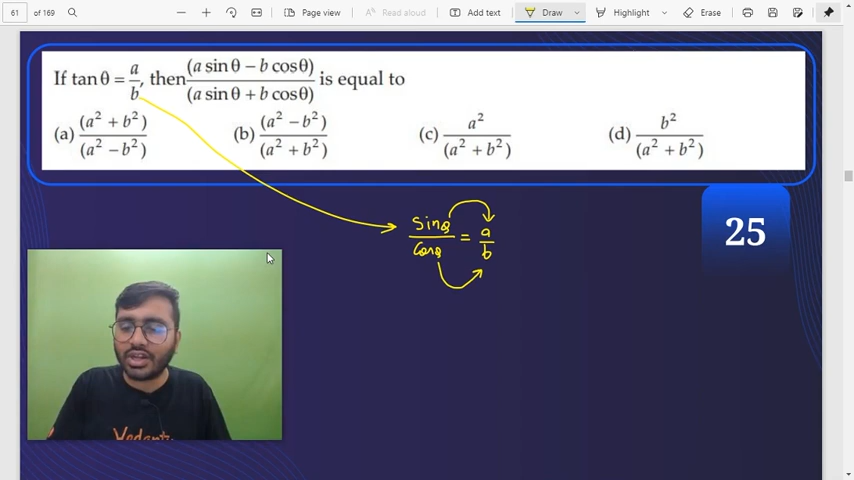 61 of 169 Page view Read aloud Add text Draw Highlight Erase
If tan θ = a/b, then (a sin θ − b cos θ)/(a sin θ + b cos θ) is equal to
(a) (a² + b²)/(a² − b²) (b) (a² − b²)/(a² + b²) (c) a²/(a² + b²) (d) b²/(a² + b²)
sinθ/cosθ = a/b
25
Vedantu